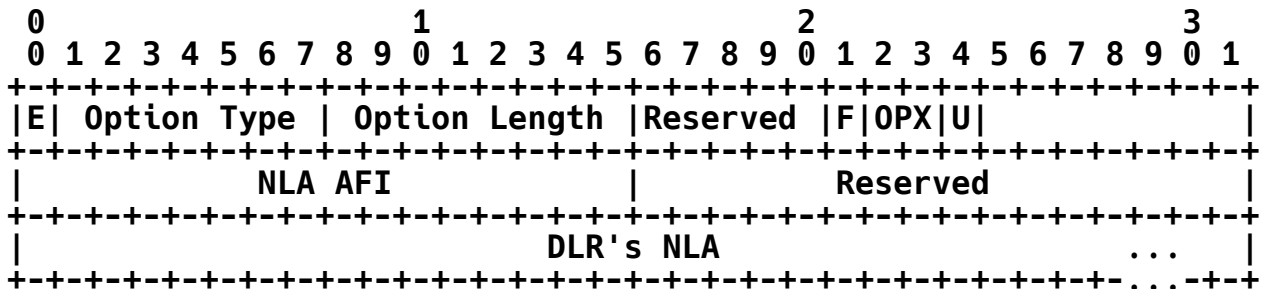 0                   1                   2                   3
 0 1 2 3 4 5 6 7 8 9 0 1 2 3 4 5 6 7 8 9 0 1 2 3 4 5 6 7 8 9 0 1
+-+-+-+-+-+-+-+-+-+-+-+-+-+-+-+-+-+-+-+-+-+-+-+-+-+-+-+-+-+-+-+-+
|E| Option Type | Option Length |Reserved |F|OPX|U|             |
+-+-+-+-+-+-+-+-+-+-+-+-+-+-+-+-+-+-+-+-+-+-+-+-+-+-+-+-+-+-+-+-+
|            NLA AFI            |          Reserved             |
+-+-+-+-+-+-+-+-+-+-+-+-+-+-+-+-+-+-+-+-+-+-+-+-+-+-+-+-+-+-+-+-+
|                           DLR's NLA                     ...   |
+-+-+-+-+-+-+-+-+-+-+-+-+-+-+-+-+-+-+-+-+-+-+-+-+-+-+-+-+-...-+-+